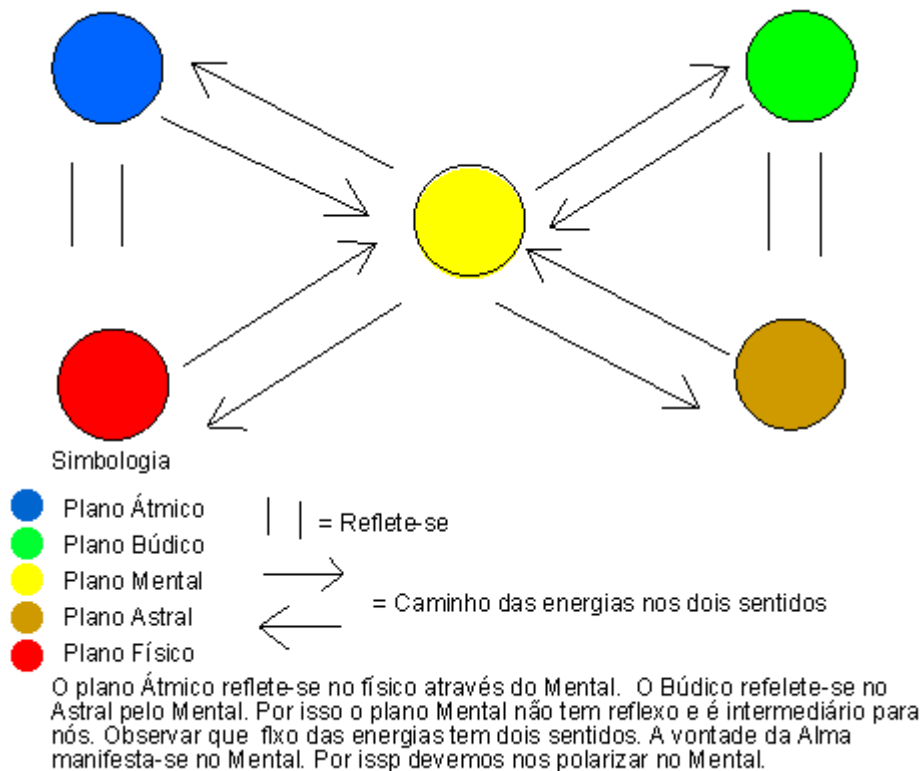 Simbologia
Plano Átmico
= Reflete-se
Plano Búdico
Plano Mental
= Caminho das energias nos dois sentidos
Plano Astral
Plano Físico
O plano Átmico reflete-se no físico através do Mental. O Búdico refelete-se no
Astral pelo Mental. Por isso o plano Mental não tem reflexo e é intermediário para
nós. Observar que flxo das energias tem dois sentidos. A vontade da Alma
manifesta-se no Mental. Por issp devemos nos polarizar no Mental.